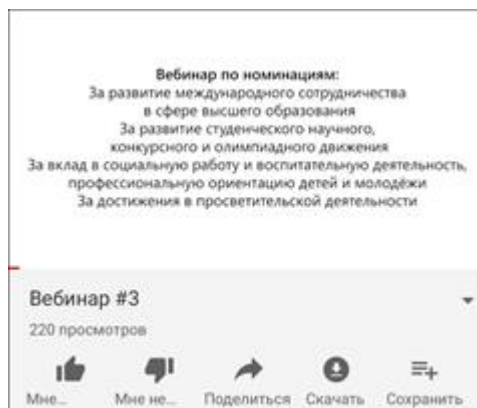 Вебинар по номинациям:
За развитие международного сотрудничества
в сфере высшего образования
За развитие студенческого научного,
конкурсного и олимпиадного движения
За вклад в социальную работу и воспитательную деятельность,
профессиональную ориентацию детей и молодёжи
За достижения в просветительской деятельности
Вебинар #3
220 просмотров
Мне... Мне не... Поделиться Скачать Сохранить